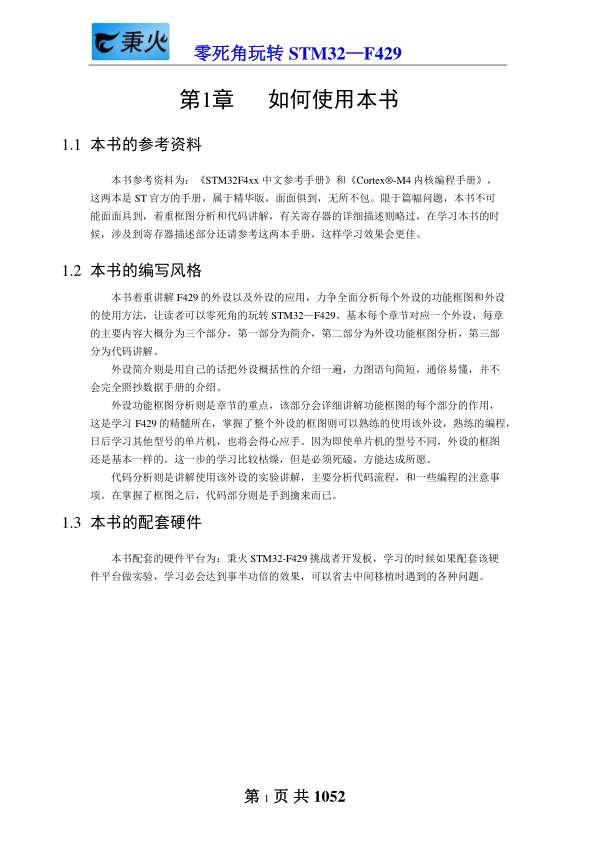 秉火
零死角玩转 STM32—F429
第1章 如何使用本书
1.1 本书的参考资料
本书参考资料为：《STM32F4xx 中文参考手册》和《Cortex®-M4 内核编程手册》，
这两本是 ST 官方的手册，属于精华版，面面俱到，无所不包。限于篇幅问题，本书不可
能面面具到，着重框图分析和代码讲解，有关寄存器的详细描述则略过，在学习本书的时
候，涉及到寄存器描述部分还请参考这两本手册，这样学习效果会更佳。
1.2 本书的编写风格
本书着重讲解 F429 的外设以及外设的应用，力争全面分析每个外设的功能框图和外设
的使用方法，让读者可以零死角的玩转 STM32—F429。基本每个章节对应一个外设，每章
的主要内容大概分为三个部分，第一部分为简介，第二部分为外设功能框图分析，第三部
分为代码讲解。
外设简介则是用自己的话把外设概括性的介绍一遍，力图语句简短，通俗易懂，并不
会完全照抄数据手册的介绍。
外设功能框图分析则是章节的重点，该部分会详细讲解功能框图的每个部分的作用，
这是学习 F429 的精髓所在，掌握了整个外设的框图则可以熟练的使用该外设，熟练的编程，
日后学习其他型号的单片机，也将会得心应手。因为即使单片机的型号不同，外设的框图
还是基本一样的。这一步的学习比较枯燥，但是必须死磕，方能达成所愿。
代码分析则是讲解使用该外设的实验讲解，主要分析代码流程，和一些编程的注意事
项。在掌握了框图之后，代码部分则是手到擒来而已。
1.3 本书的配套硬件
本书配套的硬件平台为：秉火 STM32-F429 挑战者开发板，学习的时候如果配套该硬
件平台做实验，学习必会达到事半功倍的效果，可以省去中间移植时遇到的各种问题。
第 1 页 共 1052